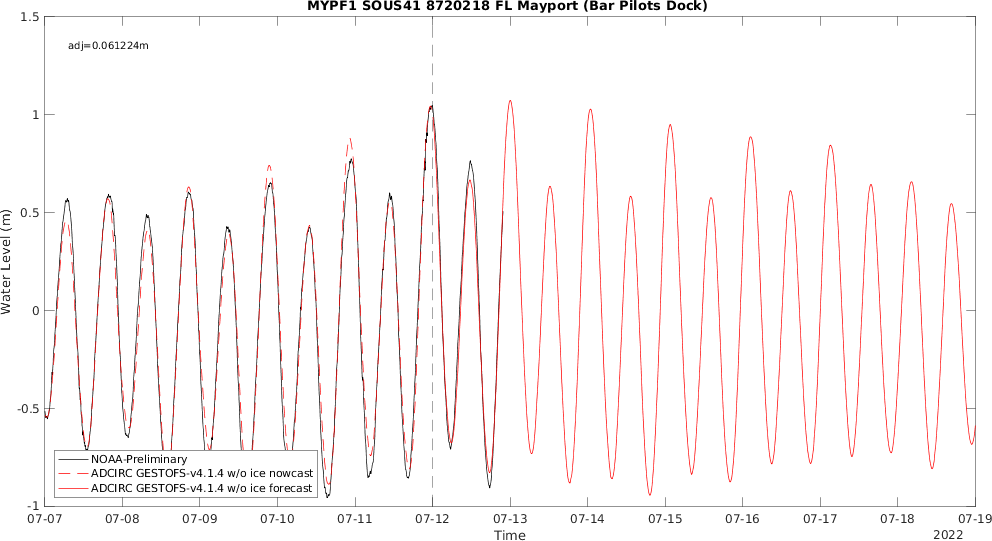 MYPF1 SOUS41 8720218 FL Mayport (Bar Pilots Dock)
1.5
adj=0.061224m
1
0.5
0
-0.5
-1
Water Level (m)
NOAA-Preliminary
ADCIRC GESTOFS-v4.1.4 w/o ice nowcast
ADCIRC GESTOFS-v4.1.4 w/o ice forecast
07-07 07-08 07-09 07-10 07-11 07-12 07-13 07-14 07-15 07-16 07-17 07-18 07-19
Time
2022